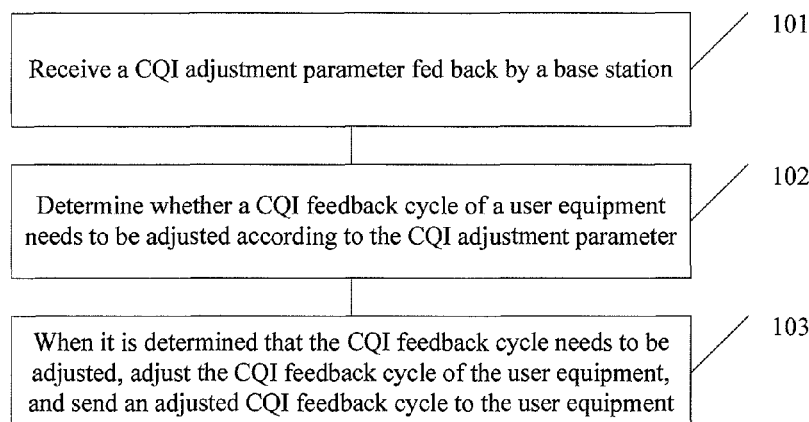 101
Receive a CQI adjustment parameter fed back by a base station
102
Determine whether a CQI feedback cycle of a user equipment
needs to be adjusted according to the CQI adjustment parameter
103
When it is determined that the CQI feedback cycle needs to be
adjusted, adjust the CQI feedback cycle of the user equipment,
and send an adjusted CQI feedback cycle to the user equipment